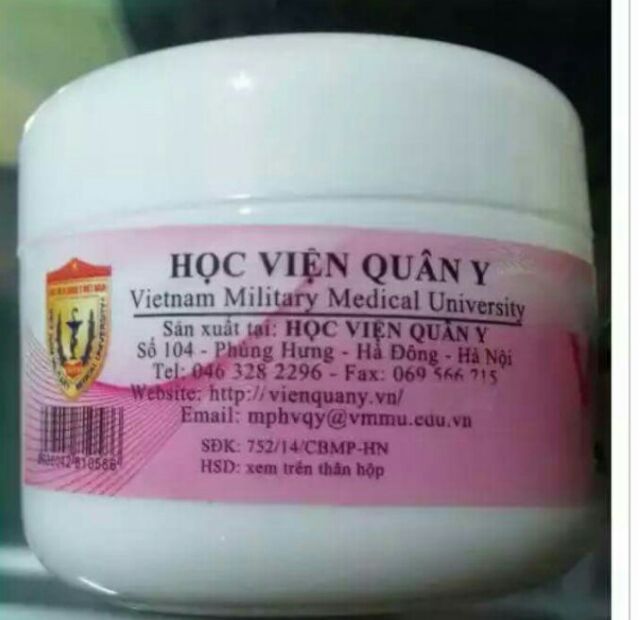 HỌC VIỆN QUÂN Y
Vietnam Military Medical University
Sản xuất tại: HỌC VIỆN QUÂN Y
Số 104 - Phùng Hưng - Hà Đông - Hà Nội
Tel: 046 328 2296 - Fax: 069 566 715
Website: http://vienquany.vn/
Email: mphvqy@vmmu.edu.vn
SĐK: 752/14/CBMP-HN
HSD: xem trên thân hộp